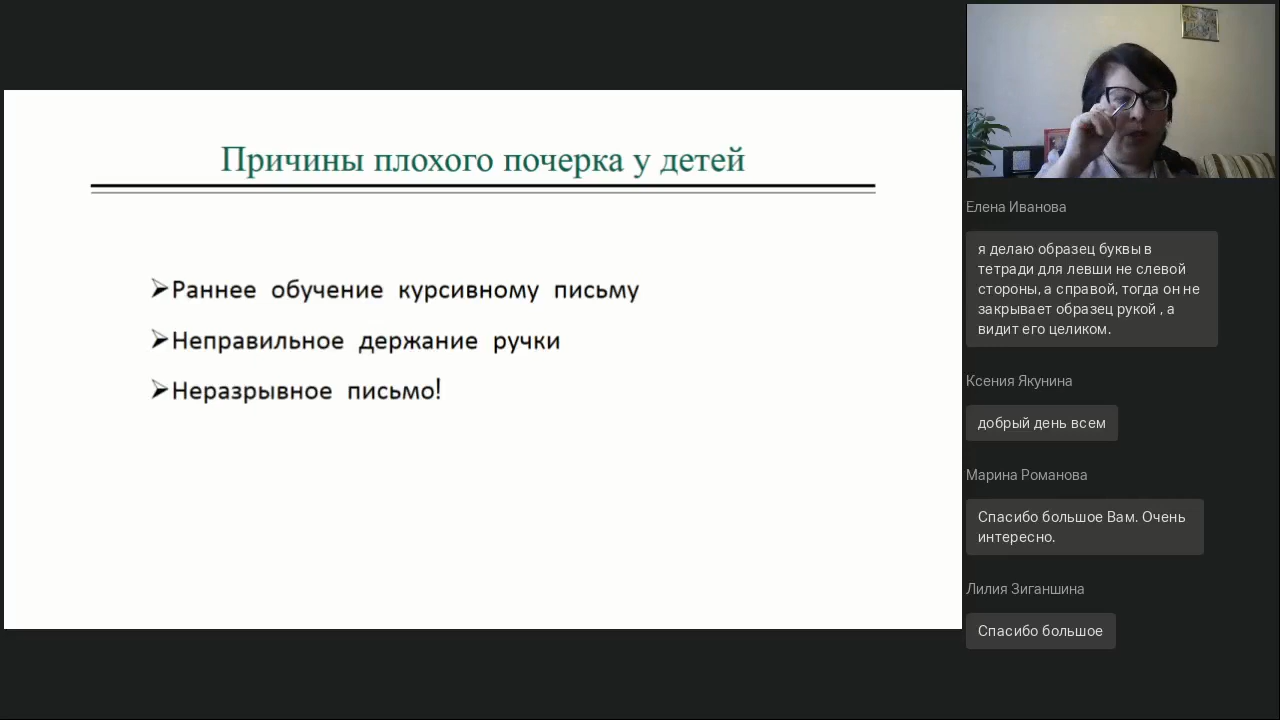 Причины плохого почерка у детей
➢Раннее обучение курсивному письму
➢Неправильное держание ручки
➢Неразрывное письмо!
Елена Иванова
я делаю образец буквы в
тетради для левши не слевой
стороны, а справой, тогда он не
закрывает образец рукой , а
видит его целиком.
Ксения Якунина
добрый день всем
Марина Романова
Спасибо большое Вам. Очень
интересно.
Лилия Зиганшина
Спасибо большое